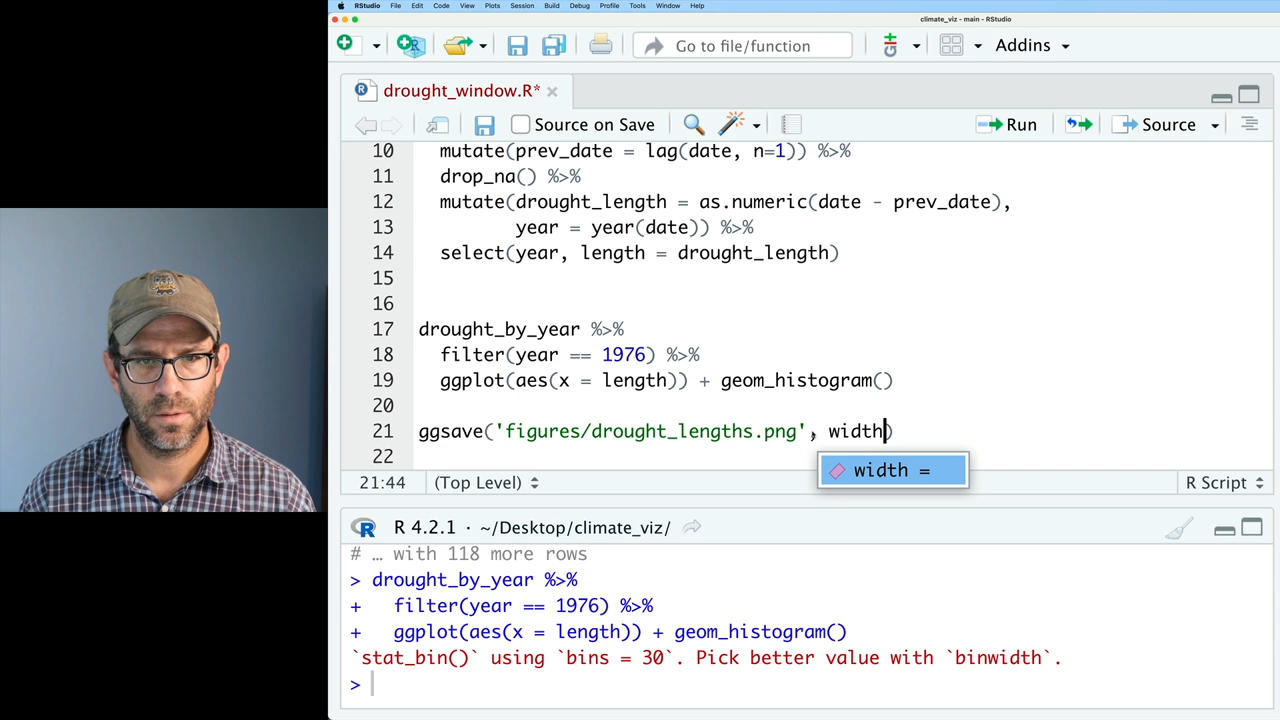 RStudio File Edit Code View Plots Session Build Debug Profile Tools Window Help
climate_viz - main - RStudio
Go to file/function Addins
drought_window.R*
Source on Save Run Source
10 mutate(prev_date = lag(date, n=1)) %>%
11 drop_na() %>%
12 mutate(drought_length = as.numeric(date - prev_date),
13 year = year(date)) %>%
14 select(year, length = drought_length)
15
16
17 drought_by_year %>%
18 filter(year == 1976) %>%
19 ggplot(aes(x = length)) + geom_histogram()
20
21 ggsave('figures/drought_lengths.png', width)
22
width =
21:44 (Top Level) R Script
R 4.2.1 · ~/Desktop/climate_viz/
# … with 118 more rows
> drought_by_year %>%
+ filter(year == 1976) %>%
+ ggplot(aes(x = length)) + geom_histogram()
`stat_bin()` using `bins = 30`. Pick better value with `binwidth`.
>